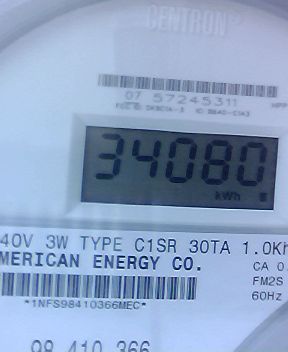 CENTRON
07 57245311
34080
kWh
40V 3W TYPE C1SR 30TA 1.0Kh
MERICAN ENERGY CO.
CA 0.
FM2S
60Hz
*1NFS98410366MEC*
98 410 366